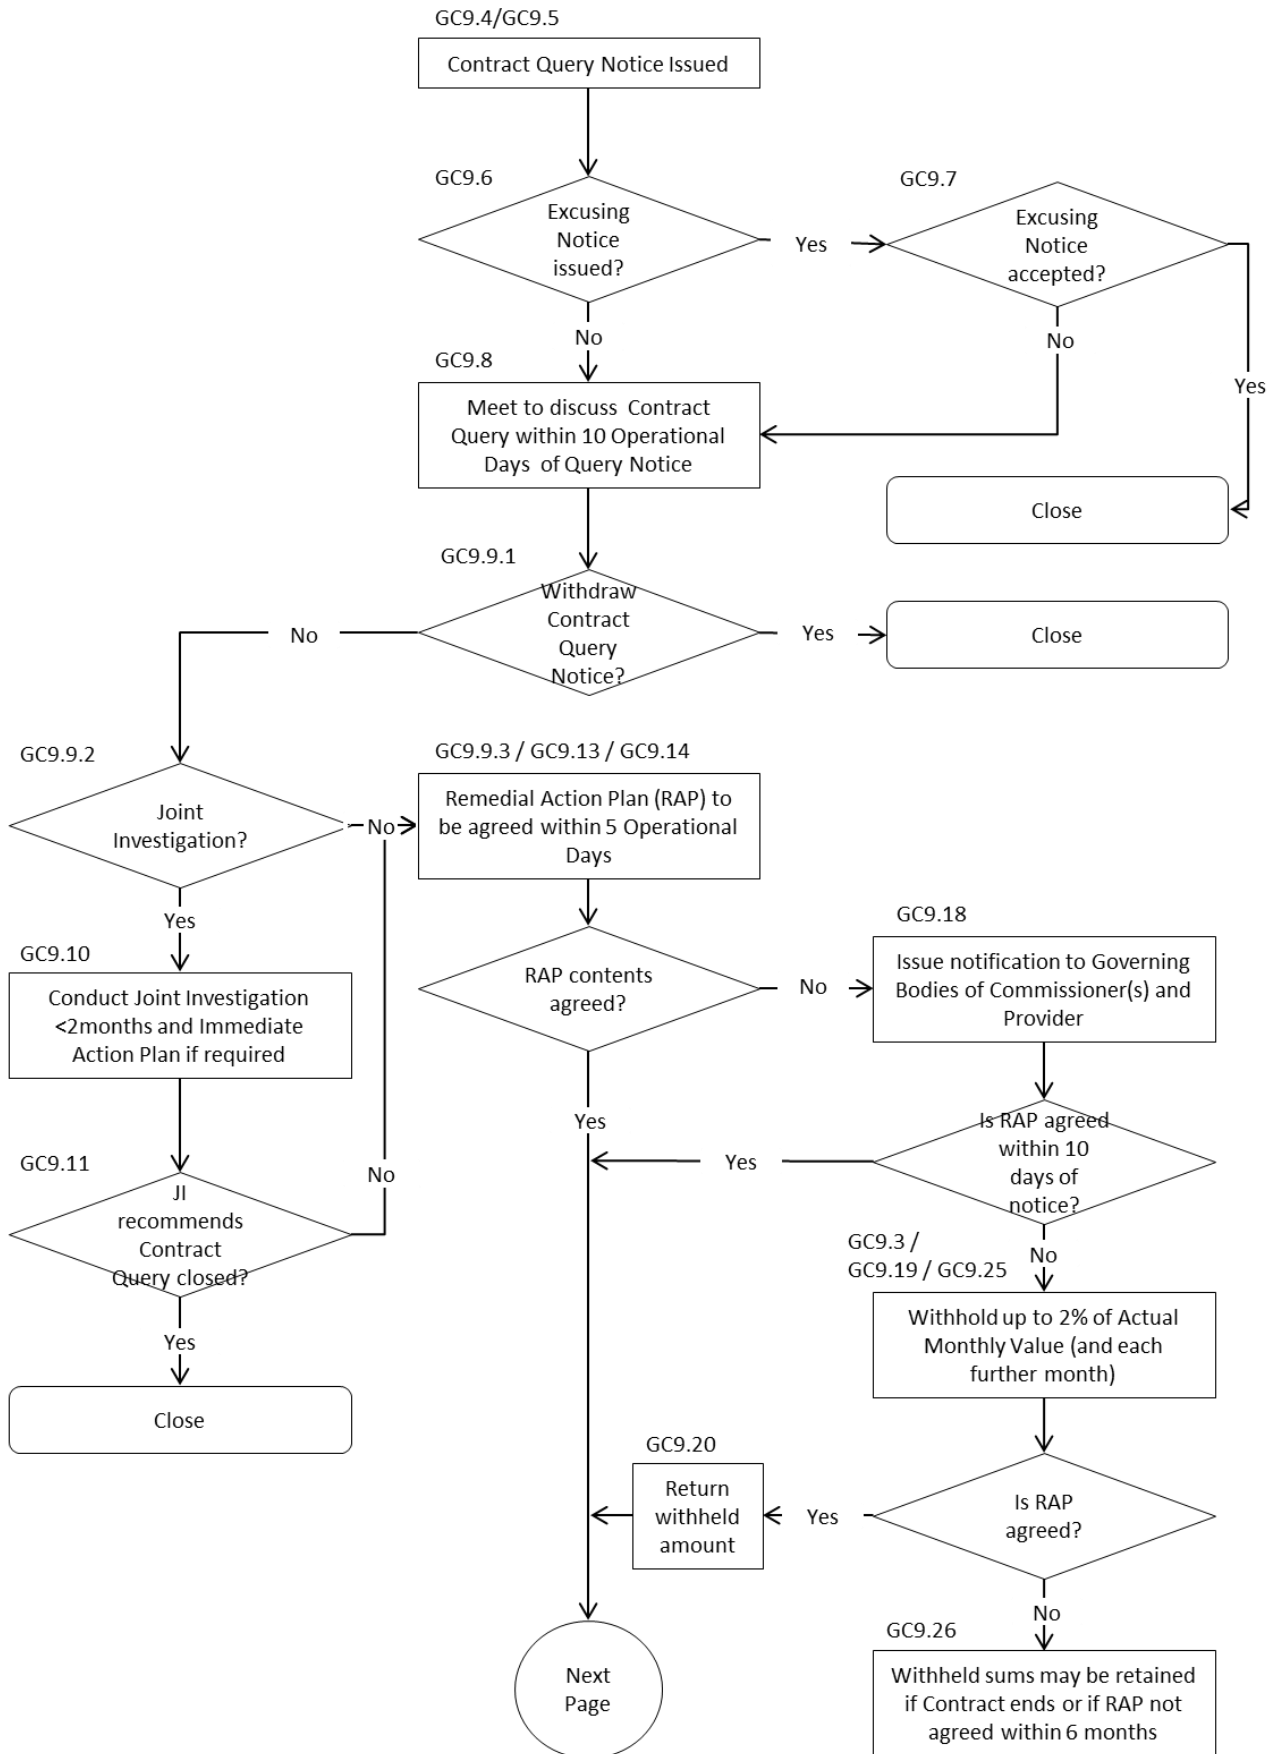 GC9.4/GC9.5
Contract Query Notice Issued
GC9.6
Excusing
Notice
issued?
Yes
GC9.7
Excusing
Notice
accepted?
No
No
Yes
GC9.8
Meet to discuss Contract
Query within 10 Operational
Days of Query Notice
Close
GC9.9.1
Withdraw
Contract
Query
Notice?
Yes
Close
No
GC9.9.2
Joint
Investigation?
No
GC9.9.3 / GC9.13 / GC9.14
Remedial Action Plan (RAP) to
be agreed within 5 Operational
Days
Yes
GC9.10
Conduct Joint Investigation
<2months and Immediate
Action Plan if required
RAP contents
agreed?
No
GC9.18
Issue notification to Governing
Bodies of Commissioner(s) and
Provider
Yes
GC9.11
JI
recommends
Contract
Query closed?
No
Yes
Is RAP agreed
within 10
days of
notice?
Yes
Close
No
GC9.3 /
GC9.19 / GC9.25
Withhold up to 2% of Actual
Monthly Value (and each
further month)
GC9.20
Return
withheld
amount
Yes
Is RAP
agreed?
No
GC9.26
Withheld sums may be retained
if Contract ends or if RAP not
agreed within 6 months
Next
Page